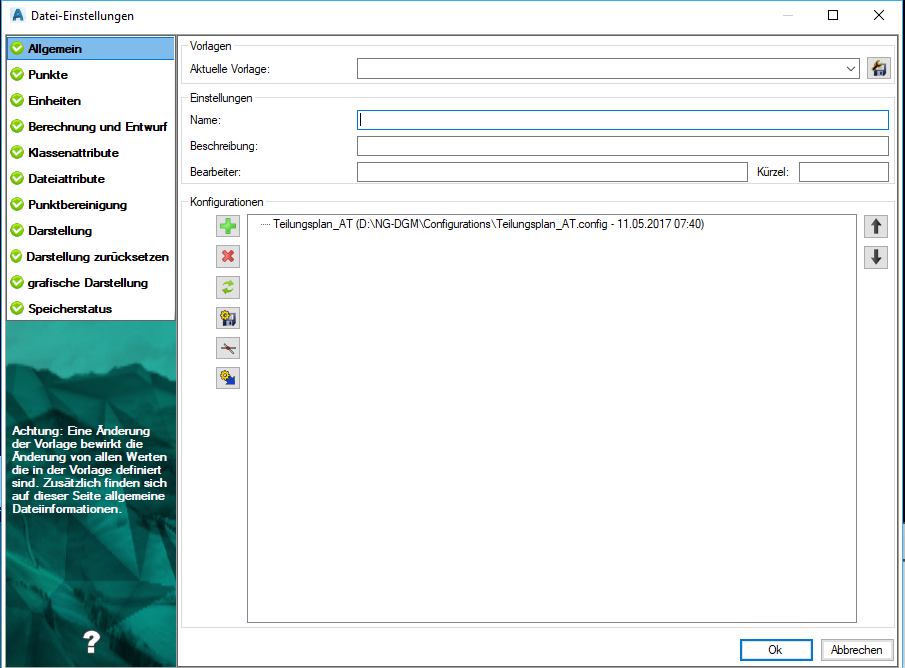 Datei-Einstellungen
Allgemein
Punkte
Einheiten
Berechnung und Entwurf
Klassenattribute
Dateiattribute
Punktbereinigung
Darstellung
Darstellung zurücksetzen
grafische Darstellung
Speicherstatus
Achtung: Eine Änderung
der Vorlage bewirkt die
Änderung von allen Werten
die in der Vorlage definiert
sind. Zusätzlich finden sich
auf dieser Seite allgemeine
Dateiinformationen.
?
Vorlagen
Aktuelle Vorlage:
Einstellungen
Name:
Beschreibung:
Bearbeiter: Kürzel:
Konfigurationen
Teilungsplan_AT (D:\NG-DGM\Configurations\Teilungsplan_AT.config - 11.05.2017 07:40)
Ok Abbrechen